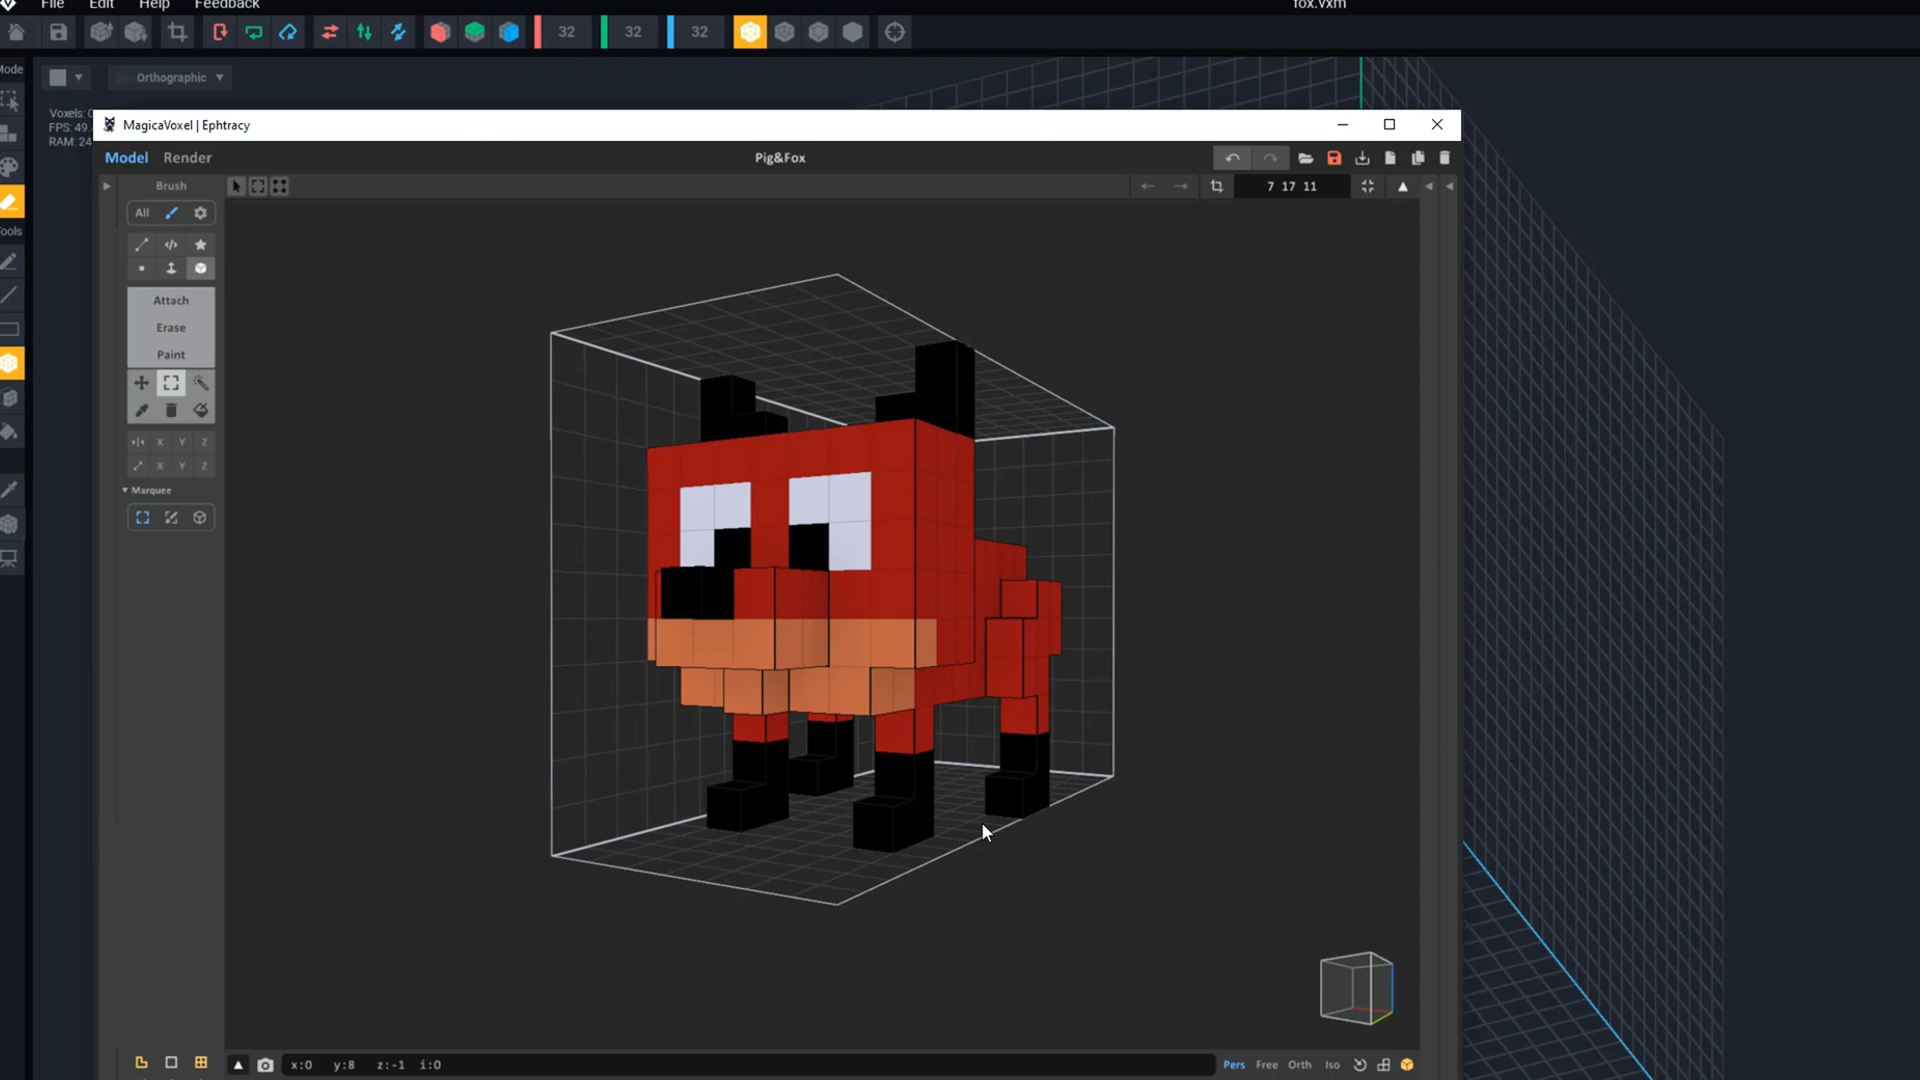 File Edit Help Feedback
fox.vxm
32 32 32
Mode
Orthographic
Voxels:
FPS: 49.
RAM: 24
MagicaVoxel | Ephtracy
Model Render
Pig&Fox
Brush
7 17 11
All
Tools
Attach
Erase
Paint
X Y Z
X Y Z
Marquee
x:0 y:8 z:-1 i:0
Pers Free Orth Iso